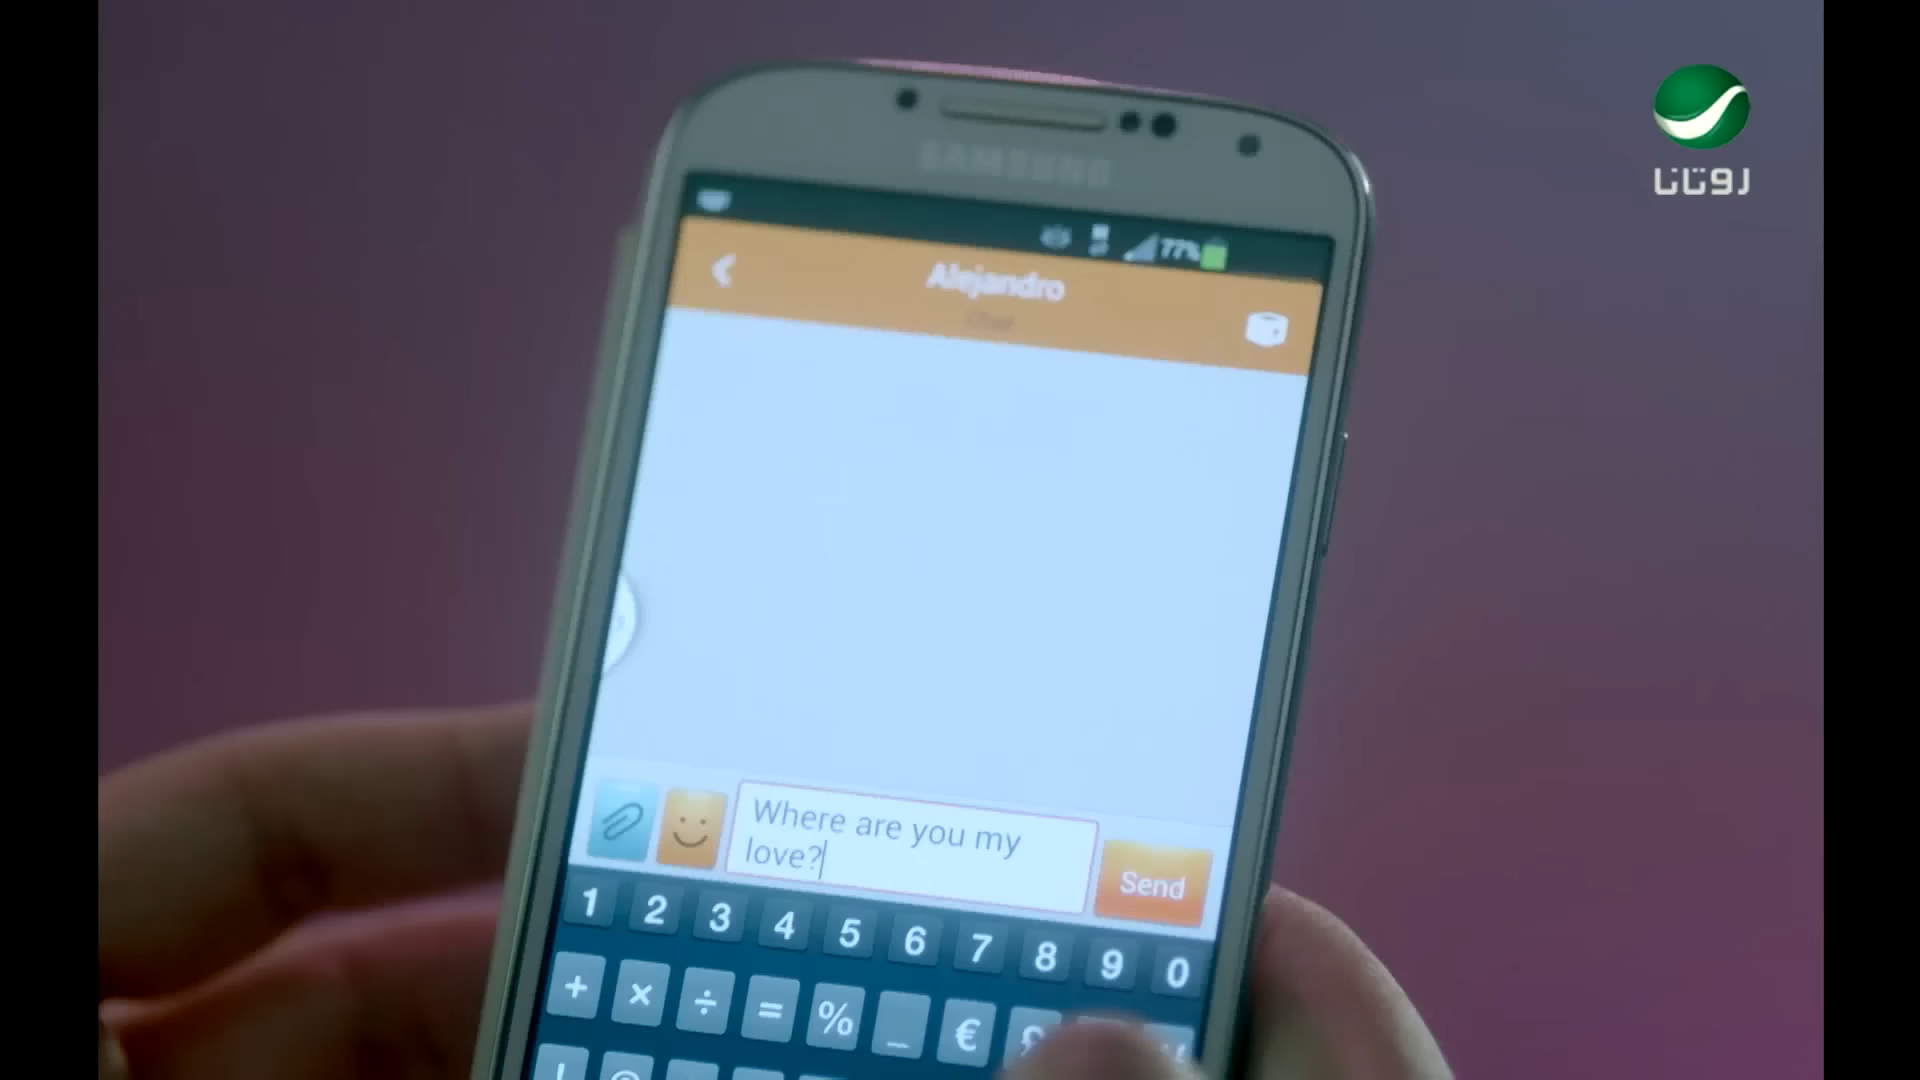 روتانا
SAMSUNG
77%
Alejandro
Chat
Where are you my
love?
Send
1 2 3 4 5 6 7 8 9 0
+ × ÷ = % _ €